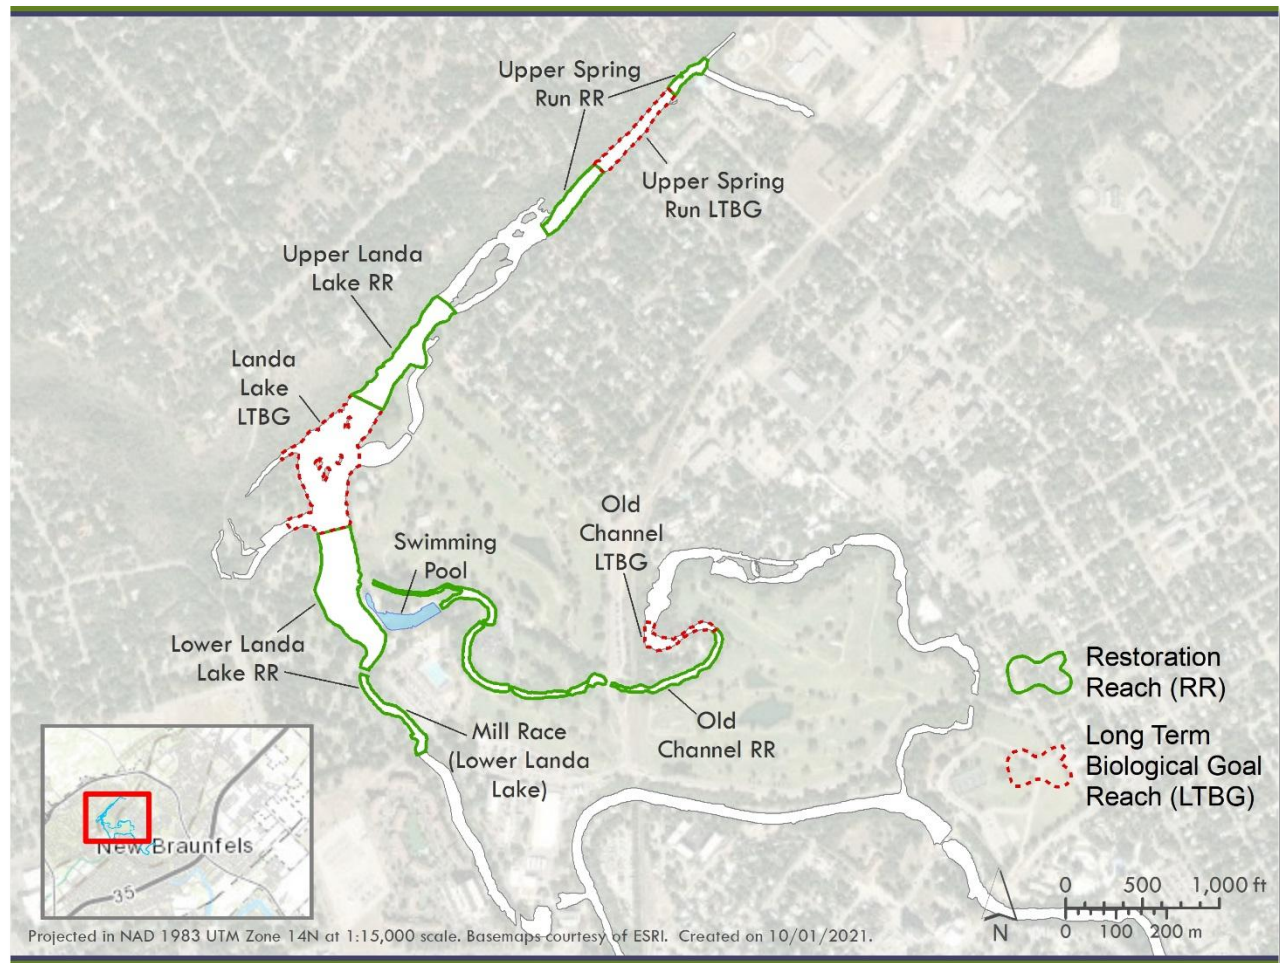 Upper Spring
Run RR
Upper Spring
Run LTBG
Upper Landa
Lake RR
Landa
Lake
LTBG
Old
Channel
LTBG
Swimming
Pool
Lower Landa
Lake RR
Mill Race
(Lower Landa
Lake)
Old
Channel RR
Restoration
Reach (RR)
Long Term
Biological Goal
Reach (LTBG)
New Braunfels
35
0 500 1,000 ft
0 100 200 m
N
Projected in NAD 1983 UTM Zone 14N at 1:15,000 scale. Basemaps courtesy of ESRI. Created on 10/01/2021.